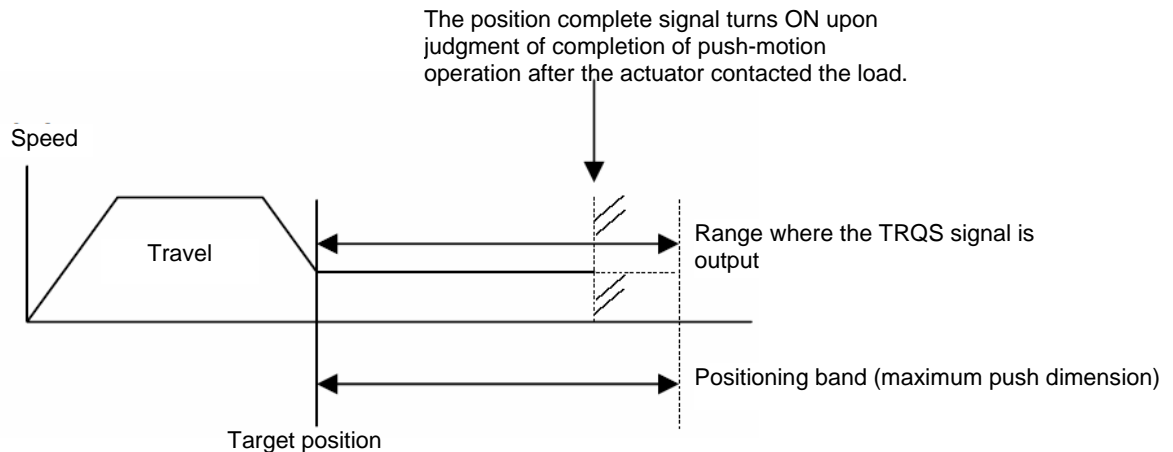 The position complete signal turns ON upon
judgment of completion of push-motion
operation after the actuator contacted the load.
Speed
Travel
Range where the TRQS signal is
output
Positioning band (maximum push dimension)
Target position